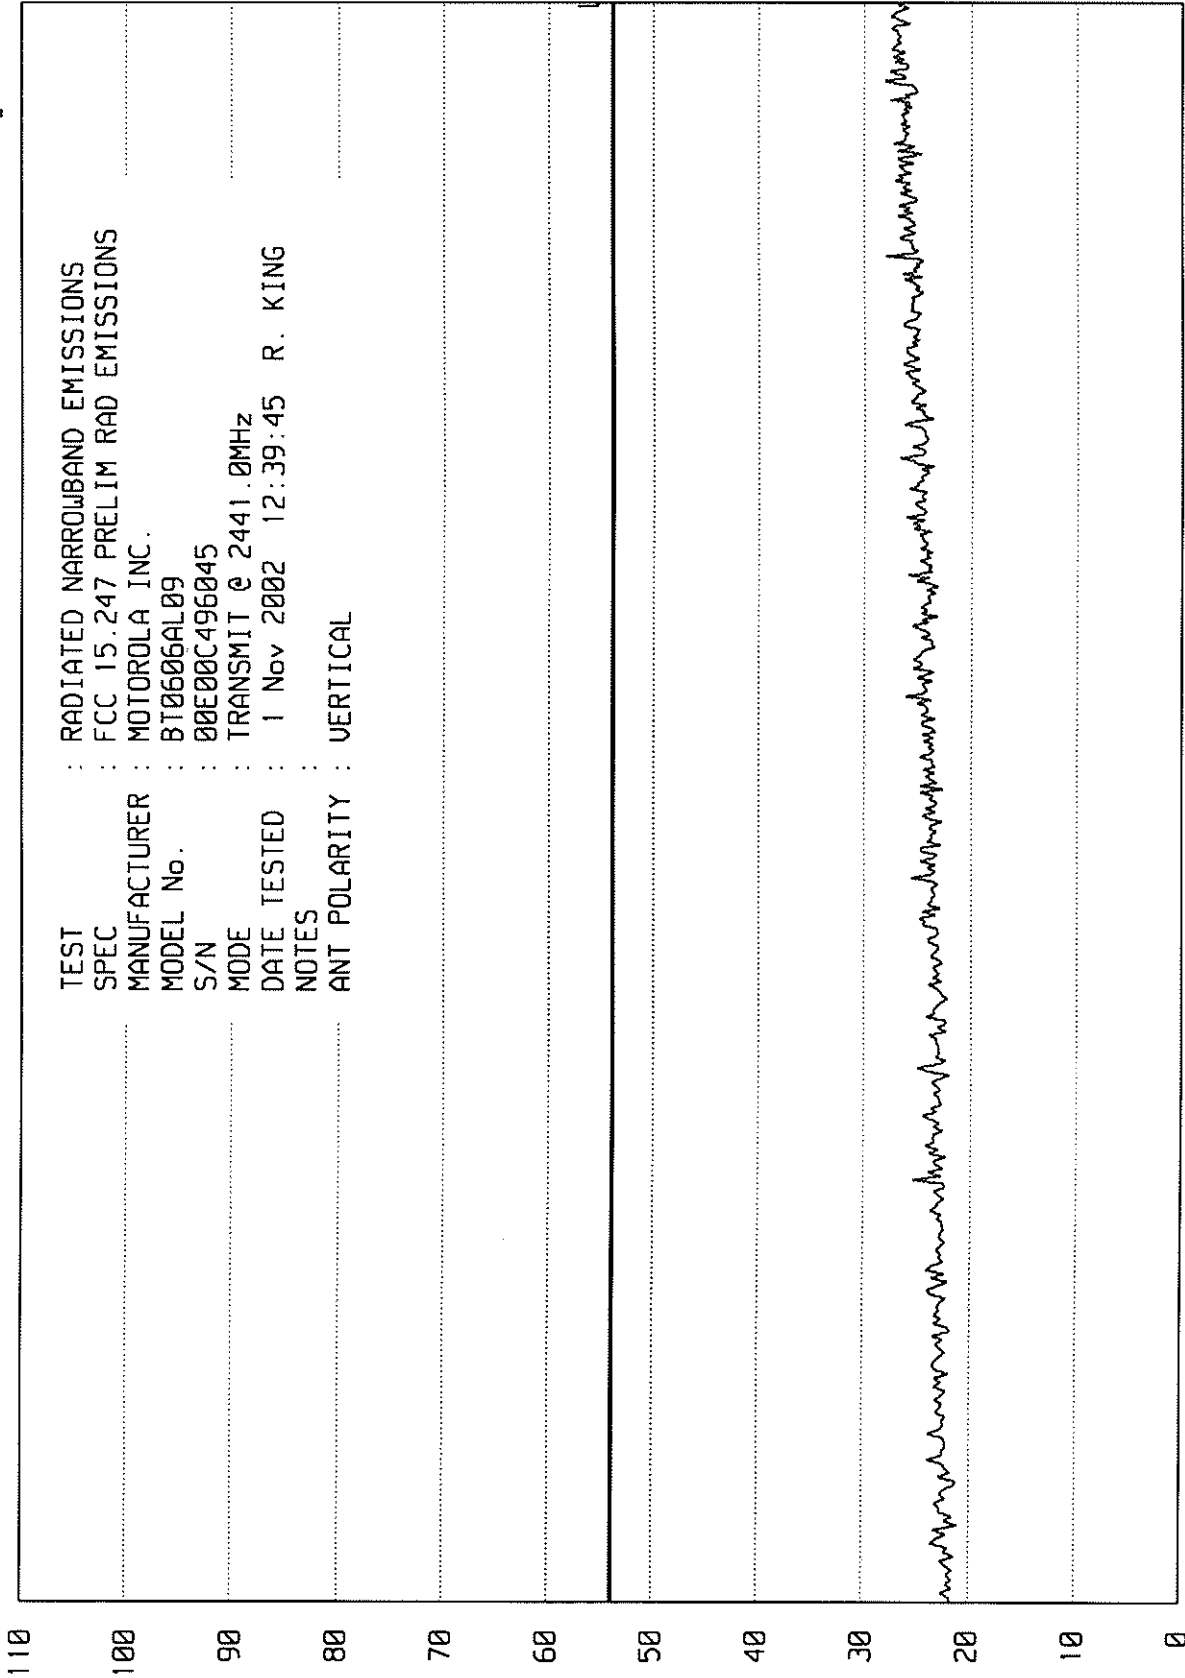 TEST : RADIATED NARROWBAND EMISSIONS
SPEC : FCC 15.247 PRELIM RAD EMISSIONS
MANUFACTURER : MOTOROLA INC.
MODEL No. : BT0606AL09
S/N : 00E00C496045
MODE : TRANSMIT @ 2441.0MHz
DATE TESTED : 1 Nov 2002 12:39:45 R. KING
NOTES :
ANT POLARITY : VERTICAL
110
100
90
80
70
60
50
40
30
20
10
0